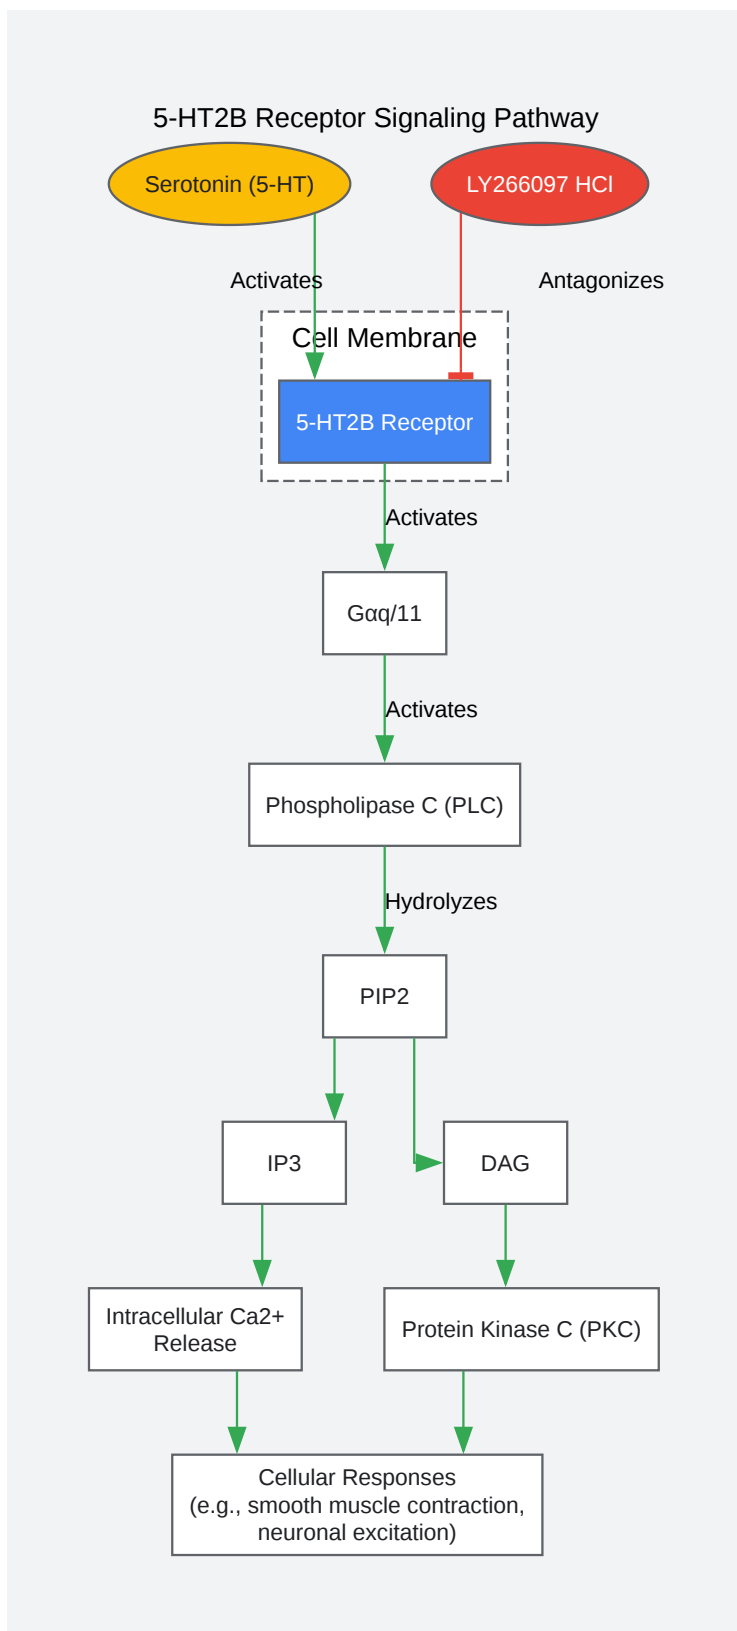 5-HT2B Receptor Signaling Pathway
Serotonin (5-HT)
LY266097 HCl
Activates
Antagonizes
Cell Membrane
5-HT2B Receptor
Activates
Gαq/11
Activates
Phospholipase C (PLC)
Hydrolyzes
PIP2
IP3
DAG
Intracellular Ca2+
Release
Protein Kinase C (PKC)
Cellular Responses
(e.g., smooth muscle contraction,
neuronal excitation)